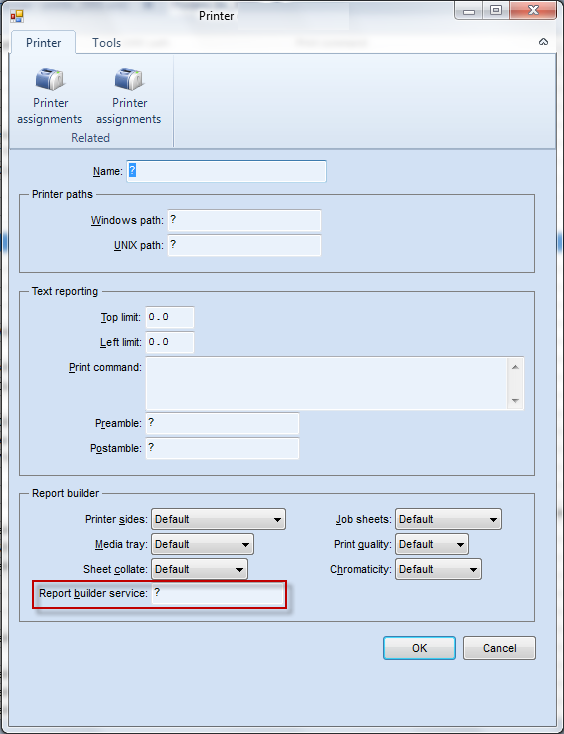 Printer
Printer Tools
Printer assignments Printer assignments
Related
Name: ?
Printer paths
Windows path: ?
UNIX path: ?
Text reporting
Top limit: 0.0
Left limit: 0.0
Print command:
Preamble: ?
Postamble: ?
Report builder
Printer sides: Default Job sheets: Default
Media tray: Default Print quality: Default
Sheet collate: Default Chromaticity: Default
Report builder service: ?
OK Cancel